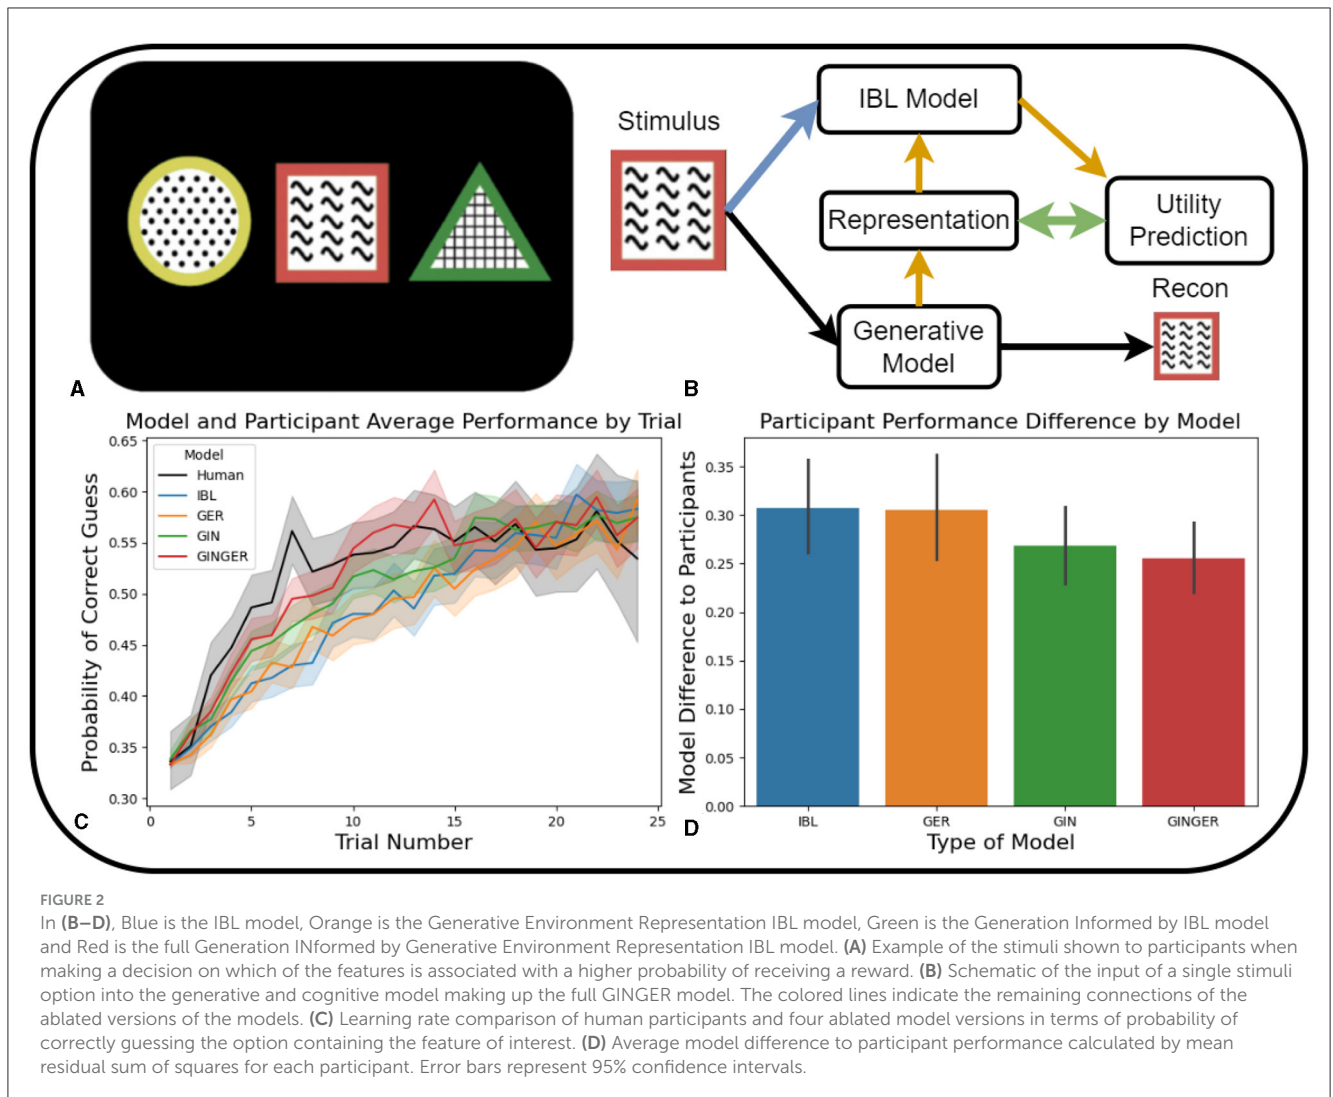 Stimulus
IBL Model
Representation
Utility
Prediction
Generative
Model
Recon
A
B
Model and Participant Average Performance by Trial
Probability of Correct Guess
0.65
0.60
0.55
0.50
0.45
0.40
0.35
0.30
Model
Human
IBL
GER
GIN
GINGER
0
5
10
15
20
25
Trial Number
C
Participant Performance Difference by Model
Model Difference to Participants
0.35
0.30
0.25
0.20
0.15
0.10
0.05
0.00
IBL
GER
GIN
GINGER
Type of Model
D
FIGURE 2
In (B–D), Blue is the IBL model, Orange is the Generative Environment Representation IBL model, Green is the Generation Informed by IBL model
and Red is the full Generation INformed by Generative Environment Representation IBL model. (A) Example of the stimuli shown to participants when
making a decision on which of the features is associated with a higher probability of receiving a reward. (B) Schematic of the input of a single stimuli
option into the generative and cognitive model making up the full GINGER model. The colored lines indicate the remaining connections of the
ablated versions of the models. (C) Learning rate comparison of human participants and four ablated model versions in terms of probability of
correctly guessing the option containing the feature of interest. (D) Average model difference to participant performance calculated by mean
residual sum of squares for each participant. Error bars represent 95% confidence intervals.